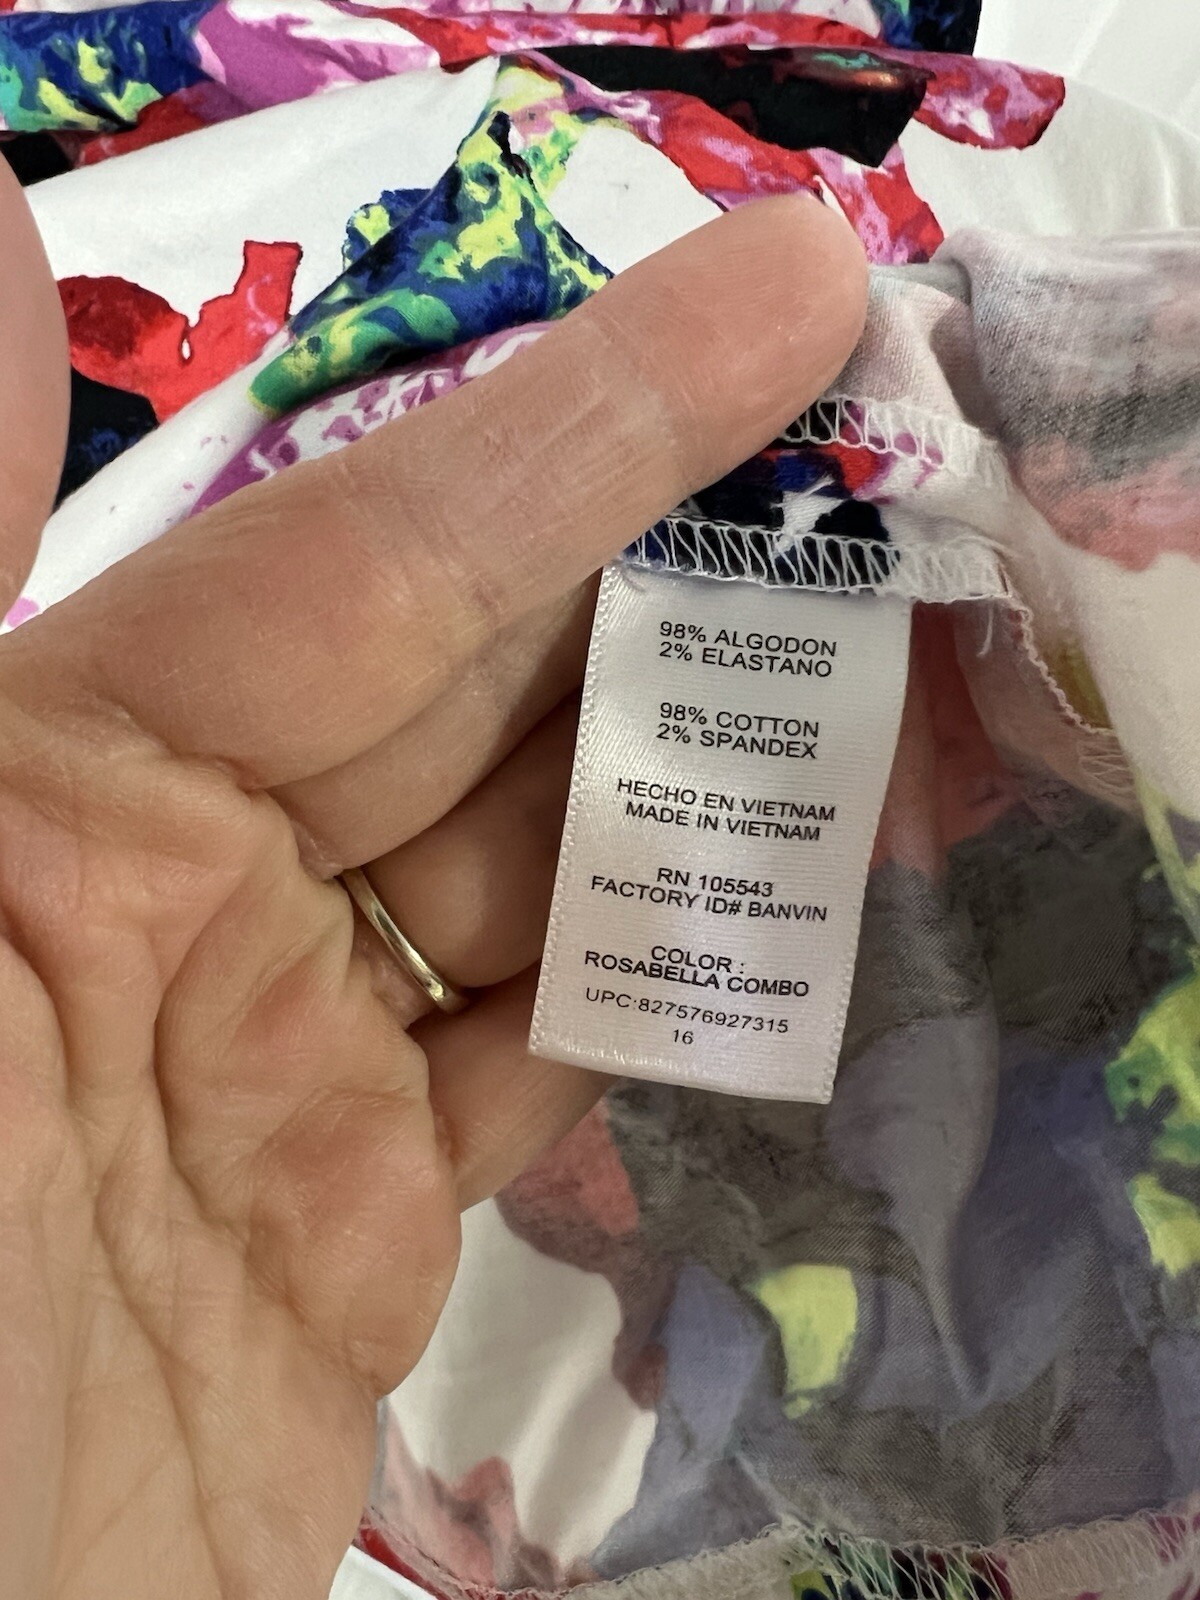 98% ALGODON
2% ELASTANO
98% COTTON
2% SPANDEX
HECHO EN VIETNAM
MADE IN VIETNAM
RN 105543
FACTORY ID# BANVIN
COLOR :
ROSABELLA COMBO
UPC:827576927315
16